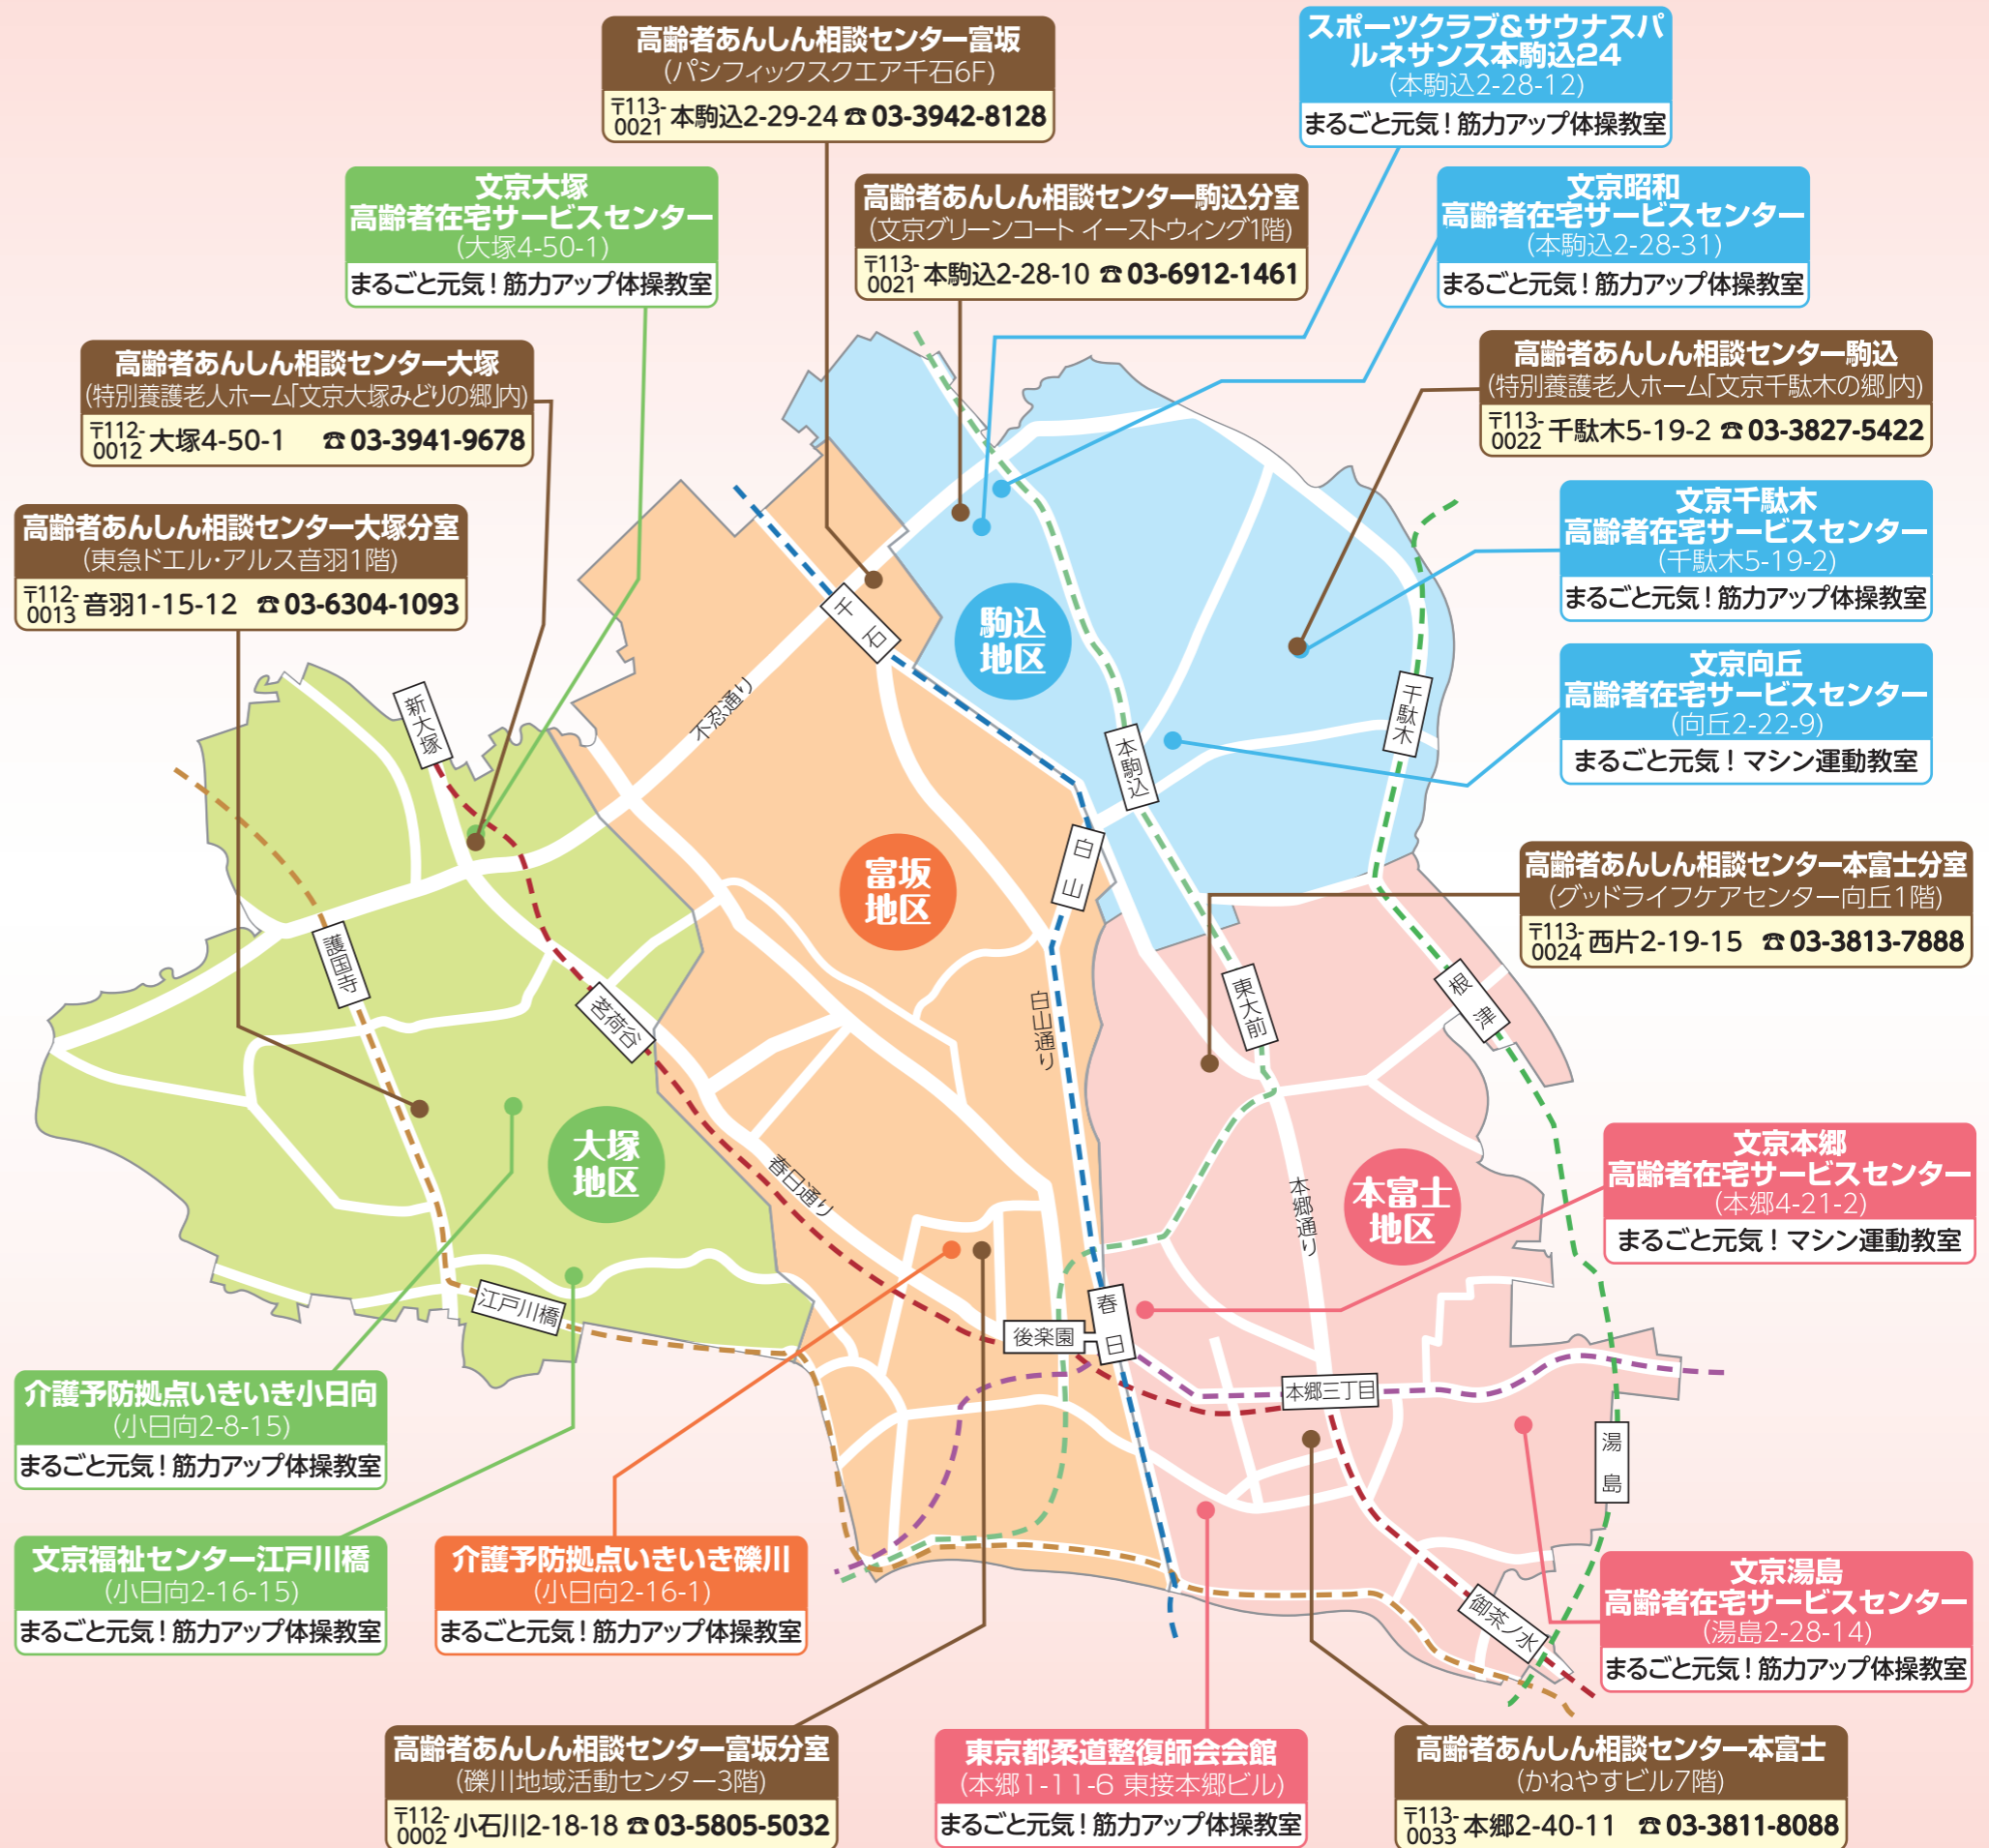 高齢者あんしん相談センター富坂
(パシフィックスクエア千石6F)
〒113-0021 本駒込2-29-24 ☎03-3942-8128
スポーツクラブ&サウナスパ
ルネサンス本駒込24
(本駒込2-28-12)
まるごと元気!筋力アップ体操教室
文京大塚
高齢者在宅サービスセンター
(大塚4-50-1)
まるごと元気!筋力アップ体操教室
高齢者あんしん相談センター駒込分室
(文京グリーンコート イーストウィング1階)
〒113-0021 本駒込2-28-10 ☎03-6912-1461
文京昭和
高齢者在宅サービスセンター
(本駒込2-28-31)
まるごと元気!筋力アップ体操教室
高齢者あんしん相談センター大塚
(特別養護老人ホーム「文京大塚みどりの郷」内)
〒112-0012 大塚4-50-1 ☎03-3941-9678
高齢者あんしん相談センター駒込
(特別養護老人ホーム「文京千駄木の郷」内)
〒113-0022 千駄木5-19-2 ☎03-3827-5422
高齢者あんしん相談センター大塚分室
(東急ドエル・アルス音羽1階)
〒112-0013 音羽1-15-12 ☎03-6304-1093
文京千駄木
高齢者在宅サービスセンター
(千駄木5-19-2)
まるごと元気!筋力アップ体操教室
文京向丘
高齢者在宅サービスセンター
(向丘2-22-9)
まるごと元気!マシン運動教室
千石
駒込
地区
新大塚
不忍通り
千駄木
本駒込
白山
富坂
地区
高齢者あんしん相談センター本富士分室
(グッドライフケアセンター向丘1階)
〒113-0024 西片2-19-15 ☎03-3813-7888
護国寺
茗荷谷
白山通り
東大前
根津
大塚
地区
春日通り
本郷通り
本富士
地区
文京本郷
高齢者在宅サービスセンター
(本郷4-21-2)
まるごと元気!マシン運動教室
江戸川橋
後楽園
春日
本郷三丁目
湯島
介護予防拠点いきいき小日向
(小日向2-8-15)
まるごと元気!筋力アップ体操教室
文京福祉センター江戸川橋
(小日向2-16-15)
まるごと元気!筋力アップ体操教室
介護予防拠点いきいき礫川
(小日向2-16-1)
まるごと元気!筋力アップ体操教室
御茶ノ水
文京湯島
高齢者在宅サービスセンター
(湯島2-28-14)
まるごと元気!筋力アップ体操教室
高齢者あんしん相談センター富坂分室
(礫川地域活動センター3階)
〒112-0002 小石川2-18-18 ☎03-5805-5032
東京都柔道整復師会会館
(本郷1-11-6 東接本郷ビル)
まるごと元気!筋力アップ体操教室
高齢者あんしん相談センター本富士
(かねやすビル7階)
〒113-0033 本郷2-40-11 ☎03-3811-8088